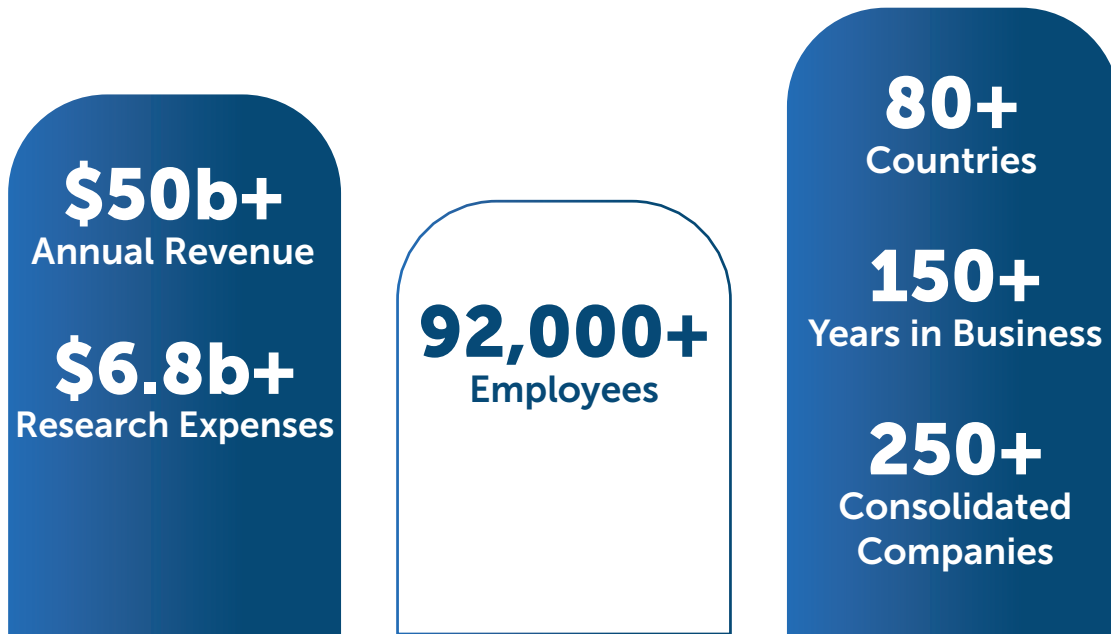 $50b+
Annual Revenue
$6.8b+
Research Expenses
92,000+
Employees
80+
Countries
150+
Years in Business
250+
Consolidated
Companies